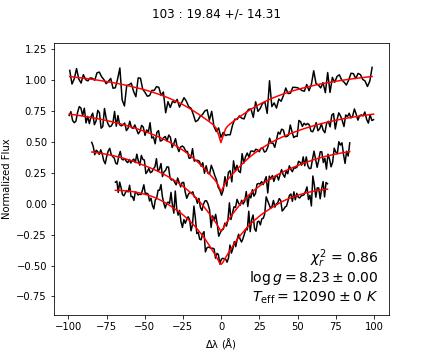 103 : 19.84 +/- 14.31
1.25
1.00
0.75
0.50
0.25
0.00
−0.25
−0.50
−0.75
Normalized Flux
χ²ᵣ = 0.86
log g = 8.23 ± 0.00
T_eff = 12090 ± 0 K
−100 −75 −50 −25 0 25 50 75 100
Δλ (Å)